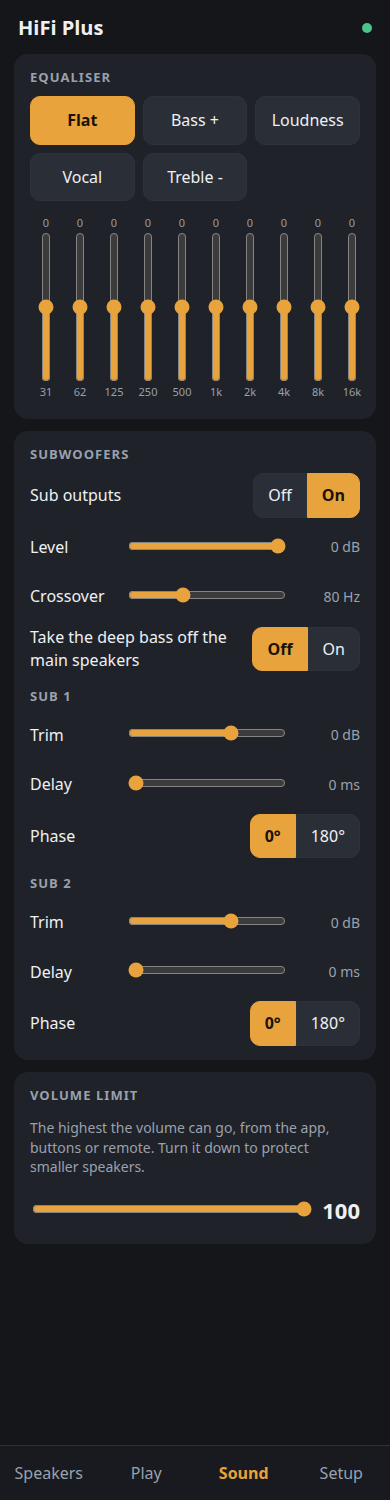 HiFi Plus
EQUALISER
Flat Bass + Loudness
Vocal Treble -
0 0 0 0 0 0 0 0 0 0
31 62 125 250 500 1k 2k 4k 8k 16k
SUBWOOFERS
Sub outputs Off On
Level 0 dB
Crossover 80 Hz
Take the deep bass off the
main speakers Off On
SUB 1
Trim 0 dB
Delay 0 ms
Phase 0° 180°
SUB 2
Trim 0 dB
Delay 0 ms
Phase 0° 180°
VOLUME LIMIT
The highest the volume can go, from the app,
buttons or remote. Turn it down to protect
smaller speakers.
100
Speakers Play Sound Setup